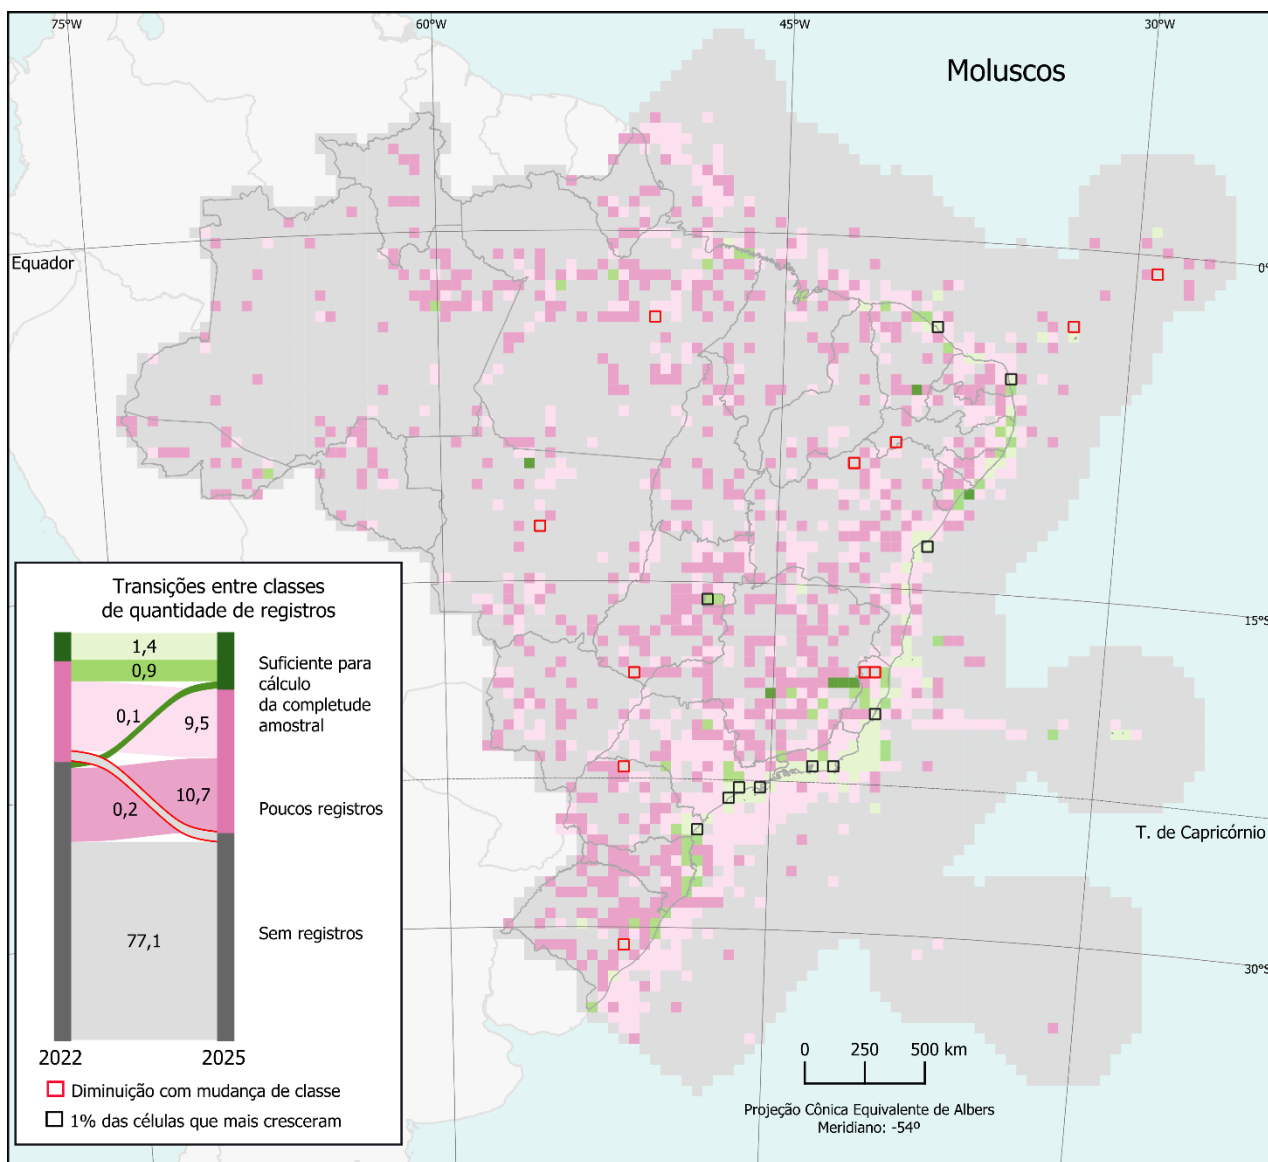 75°W
60°W
45°W
30°W
Moluscos
Equador
0°
15°S
T. de Capricórnio
30°S
Transições entre classes
de quantidade de registros
1,4
0,9
0,1
9,5
0,2
10,7
77,1
Suficiente para
cálculo
da completude
amostral
Poucos registros
Sem registros
2022
2025
Diminuição com mudança de classe
1% das células que mais cresceram
0
250
500 km
Projeção Cônica Equivalente de Albers
Meridiano: -54º